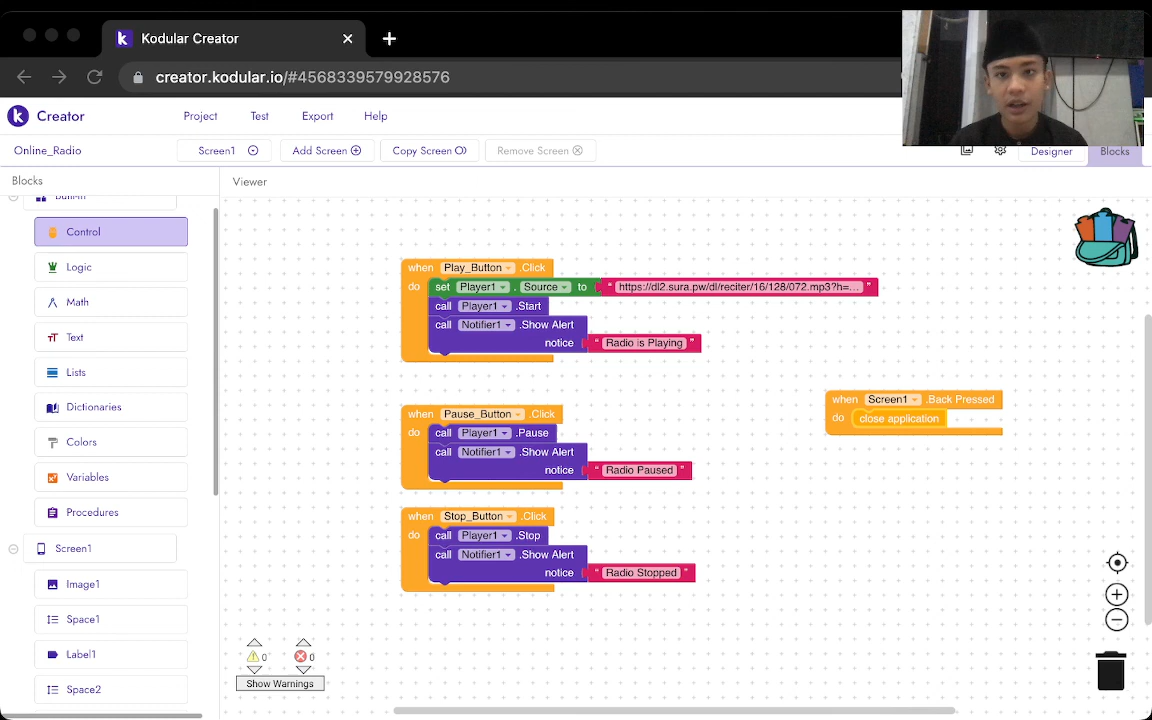 Kodular Creator
creator.kodular.io/#4568339579928576
Creator
Project
Test
Export
Help
Online_Radio
Screen1
Add Screen
Copy Screen
Remove Screen
Designer
Blocks
Blocks
Viewer
Control
Logic
Math
Text
Lists
Dictionaries
Colors
Variables
Procedures
Screen1
Image1
Space1
Label1
Space2
when Play_Button .Click
do set Player1 . Source to “ https://dl2.sura.pw/dl/reciter/16/128/072.mp3?h=... ”
call Player1 .Start
call Notifier1 .Show Alert
notice “ Radio is Playing ”
when Pause_Button .Click
do call Player1 .Pause
call Notifier1 .Show Alert
notice “ Radio Paused ”
when Stop_Button .Click
do call Player1 .Stop
call Notifier1 .Show Alert
notice “ Radio Stopped ”
when Screen1 .Back Pressed
do close application
0
0
Show Warnings